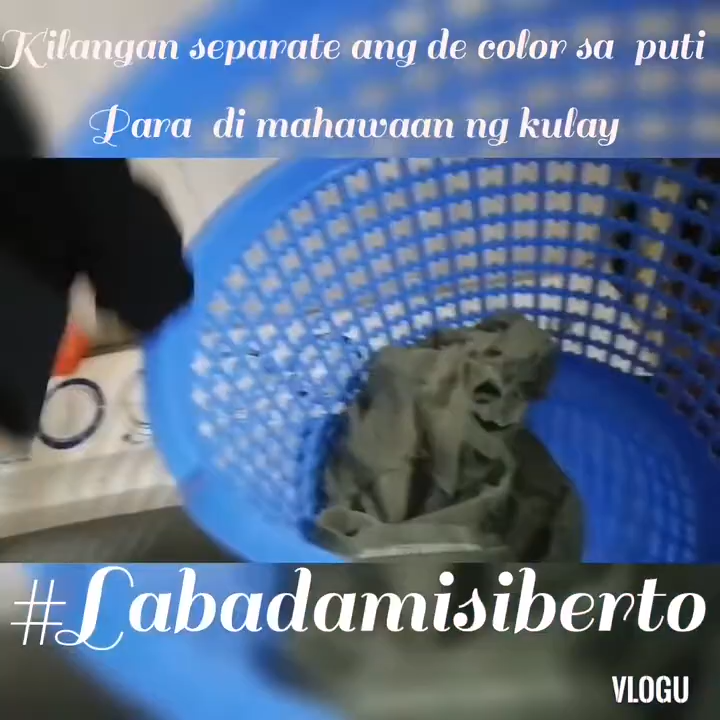 Kilangan separate ang de color sa puti
Para di mahawaan ng kulay
#Labadamisiberto
VLOGU